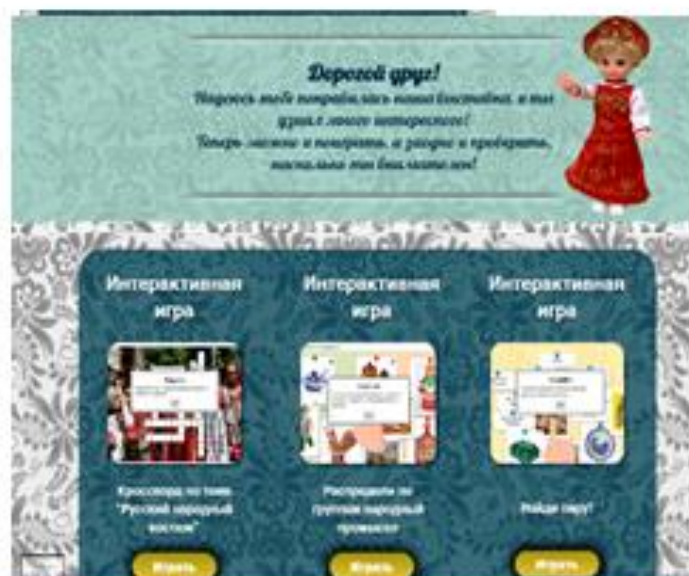 Дорогой друг!
Надеюсь тебе понравилась наша выставка, и ты
узнал много интересного!
Теперь можно и поиграть, а заодно и проверить,
насколько ты внимателен!
Интерактивная
игра
Интерактивная
игра
Интерактивная
игра
Кроссворд по теме
"Русский народный
костюм"
Распредели по
группам народный
промысел
Найди пару!
Играть
Играть
Играть